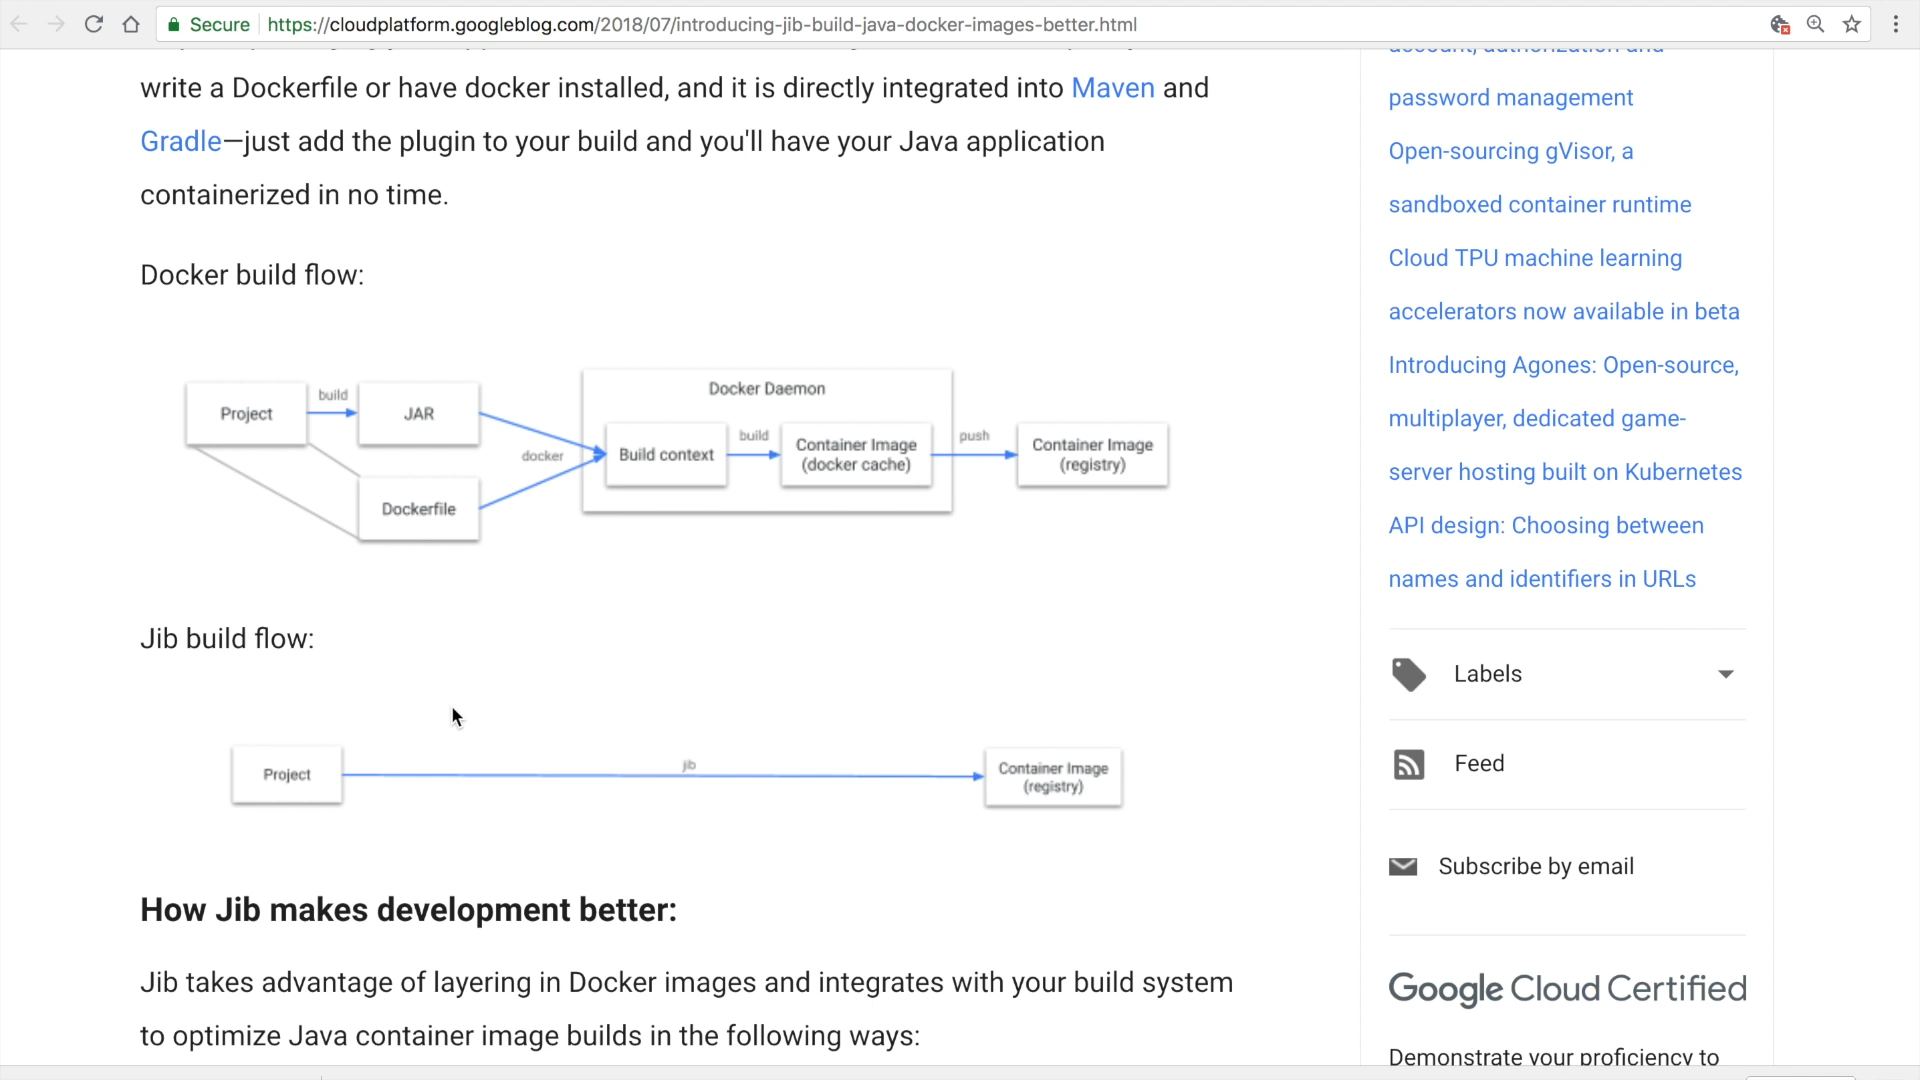 Secure
https://cloudplatform.googleblog.com/2018/07/introducing-jib-build-java-docker-images-better.html
write a Dockerfile or have docker installed, and it is directly integrated into Maven and
Gradle—just add the plugin to your build and you'll have your Java application
containerized in no time.
Docker build flow:
Project
build
JAR
Dockerfile
docker
Docker Daemon
Build context
build
Container Image
(docker cache)
push
Container Image
(registry)
Jib build flow:
Project
jib
Container Image
(registry)
How Jib makes development better:
Jib takes advantage of layering in Docker images and integrates with your build system
to optimize Java container image builds in the following ways:
account, authorization and
password management
Open-sourcing gVisor, a
sandboxed container runtime
Cloud TPU machine learning
accelerators now available in beta
Introducing Agones: Open-source,
multiplayer, dedicated game-
server hosting built on Kubernetes
API design: Choosing between
names and identifiers in URLs
Labels
Feed
Subscribe by email
Google Cloud Certified
Demonstrate your proficiency to